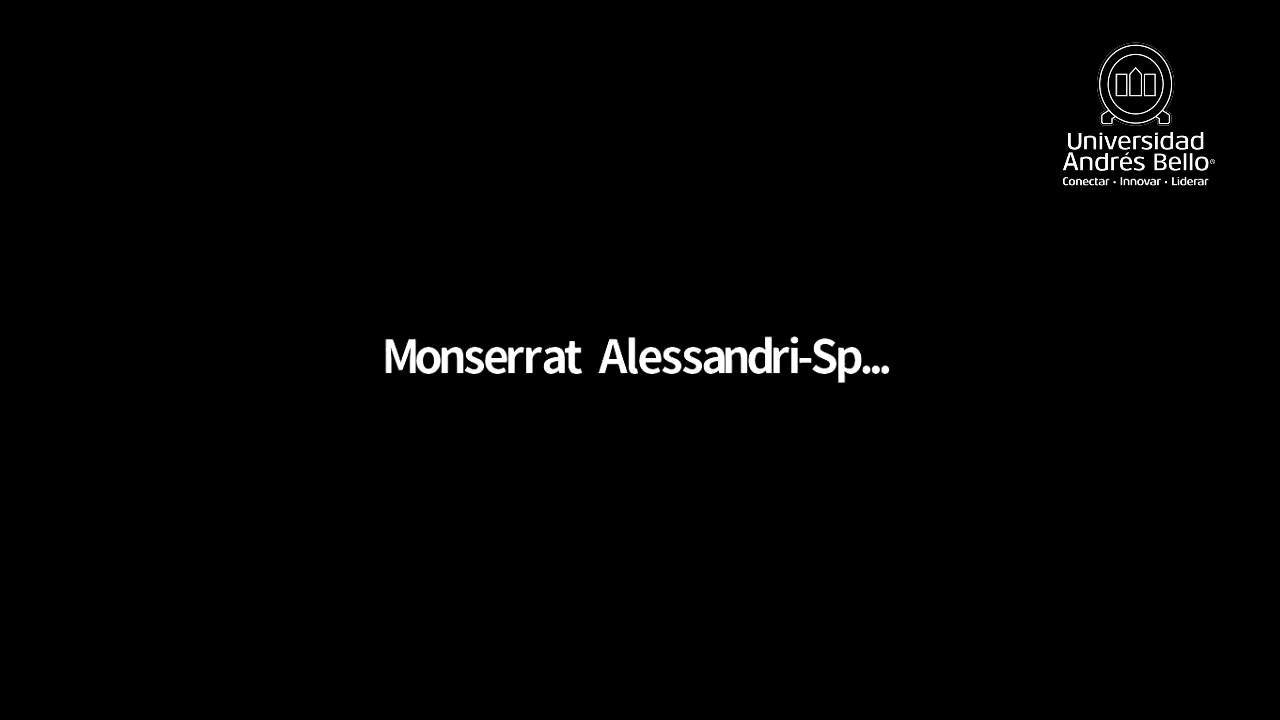 Universidad
Andrés Bello®
Conectar • Innovar • Liderar
Monserrat Alessandri-Sp...